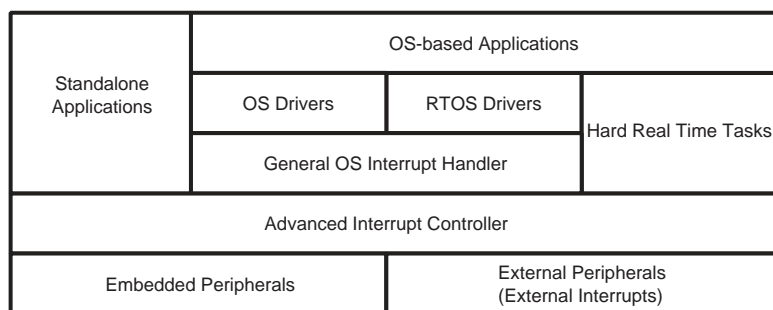 OS-based Applications
Standalone
Applications
OS Drivers
RTOS Drivers
Hard Real Time Tasks
General OS Interrupt Handler
Advanced Interrupt Controller
Embedded Peripherals
External Peripherals
(External Interrupts)